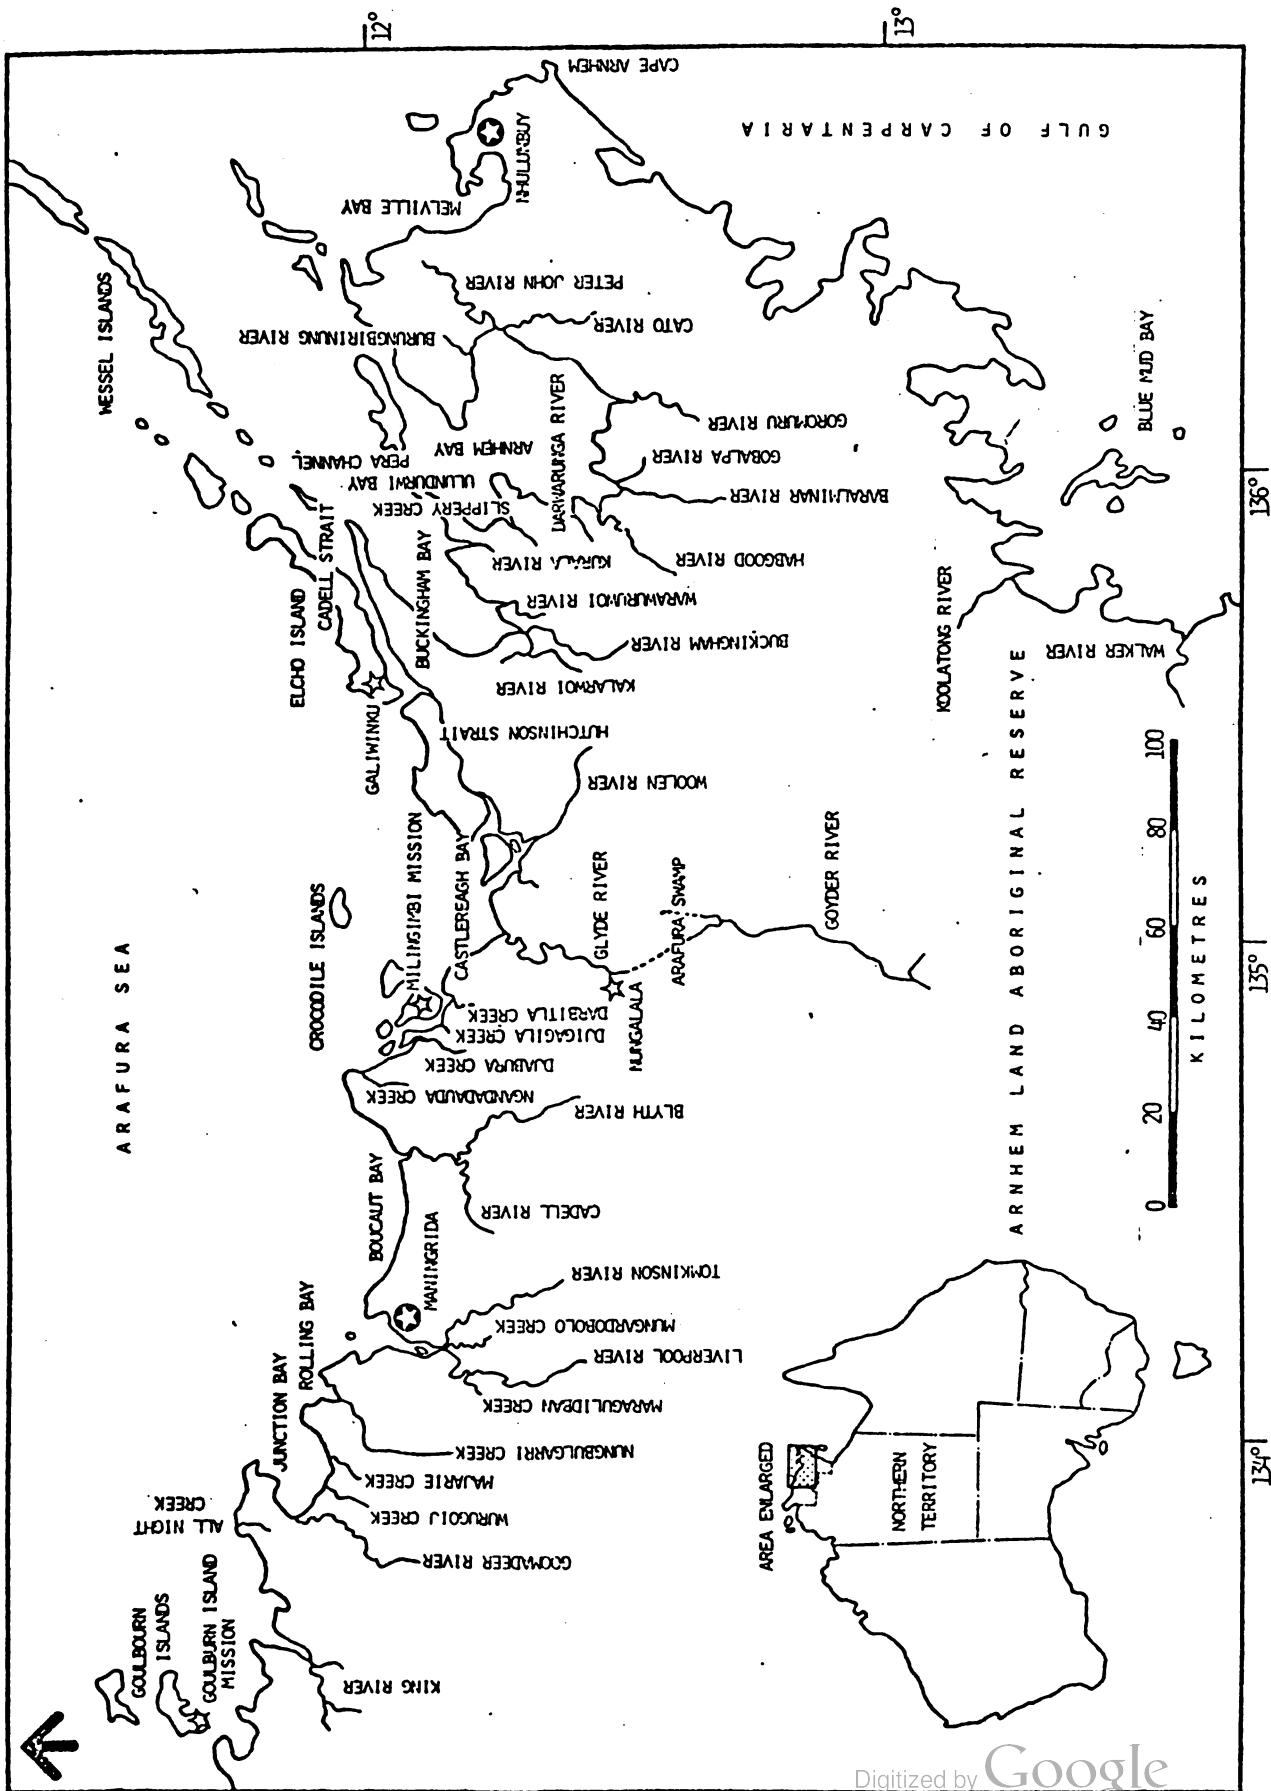 12°
13°
CAPE ARNHEM
GULF OF CARPENTARIA
NHULUNBUY
MELVILLE BAY
WESSEL ISLANDS
PETER JOHN RIVER
CATO RIVER
BURUNGBIRINUNG RIVER
ARNHEM BAY
PERA CHANNEL
ULUNDURWI BAY
SLIPPERY CREEK
DARWARUNGA RIVER
GOROMURU RIVER
GOBALPA RIVER
BARALMINAR RIVER
HABGOOD RIVER
KURALA RIVER
WARAWURUWOI RIVER
BUCKINGHAM RIVER
KALARWOI RIVER
BUCKINGHAM BAY
CADELL STRAIT
ELCHO ISLAND
GALIWINKU
HUTCHINSON STRAIT
WOOLEN RIVER
BLUE MUD BAY
136°
KOOLATONG RIVER
WALKER RIVER
ARNHEM LAND ABORIGINAL RESERVE
ARAFURA SEA
CROCODILE ISLANDS
MILINGIMBI MISSION
CASTLEREAGH BAY
GLYDE RIVER
ARAFURA SWAMP
GOYDER RIVER
NUNGALALA
DARBITLA CREEK
DJIGAGILA CREEK
DJABURA CREEK
NGANDADAUDA CREEK
BLYTH RIVER
CADELL RIVER
BOUCAUT BAY
MANINGRIDA
TOMKINSON RIVER
MUNGARDOBOLO CREEK
LIVERPOOL RIVER
MARAGULIDBAN CREEK
ROLLING BAY
JUNCTION BAY
NUNGBULGARRI CREEK
MAJARIE CREEK
WURUGOIJ CREEK
GOOMADEER RIVER
ALL NIGHT
CREEK
GOULBOURN
ISLANDS
GOULBURN ISLAND
MISSION
KING RIVER
0 20 40 60 80 100
KILOMETRES
135°
134°
AREA ENLARGED
NORTHERN
TERRITORY
Digitized by Google